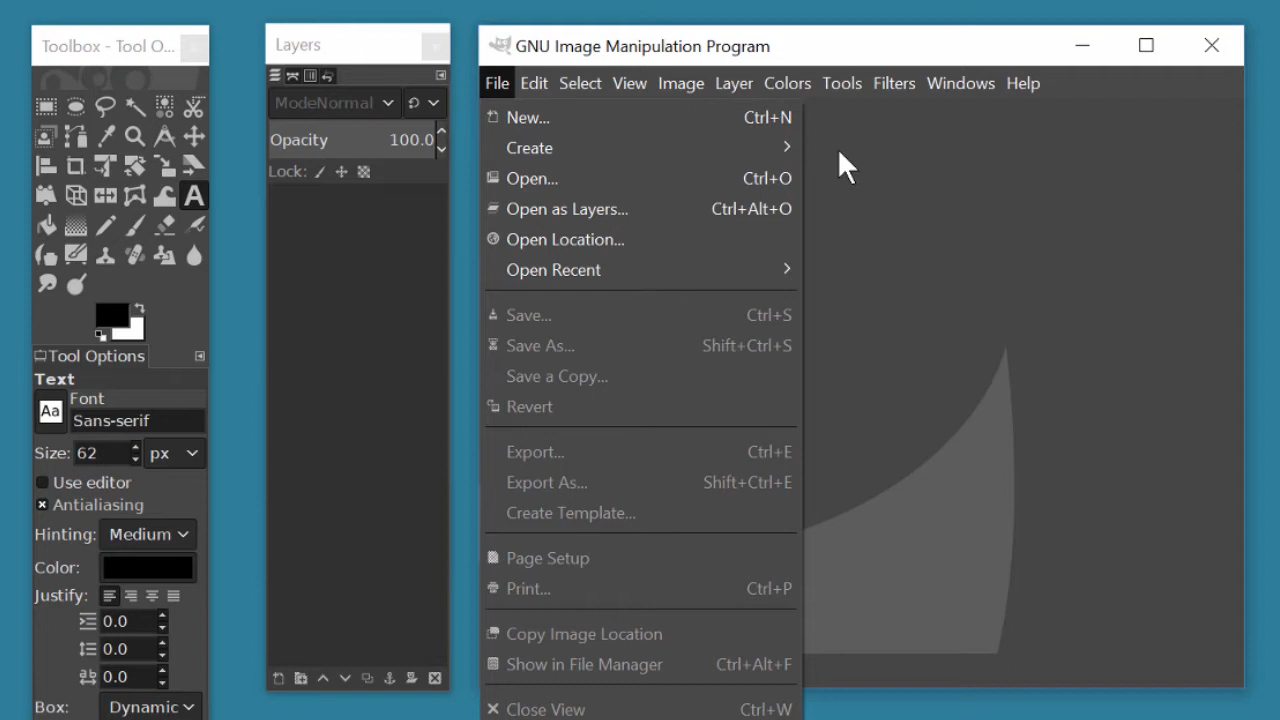 Toolbox - Tool O...
Tool Options
Text
Aa
Font
Sans-serif
Size: 62 px
Use editor
Antialiasing
Hinting: Medium
Color:
Justify:
0.0
0.0
ab 0.0
Box: Dynamic
Layers
ModeNormal
Opacity 100.0
Lock:
GNU Image Manipulation Program
File Edit Select View Image Layer Colors Tools Filters Windows Help
New... Ctrl+N
Create
Open... Ctrl+O
Open as Layers... Ctrl+Alt+O
Open Location...
Open Recent
Save... Ctrl+S
Save As... Shift+Ctrl+S
Save a Copy...
Revert
Export... Ctrl+E
Export As... Shift+Ctrl+E
Create Template...
Page Setup
Print... Ctrl+P
Copy Image Location
Show in File Manager Ctrl+Alt+F
Close View Ctrl+W